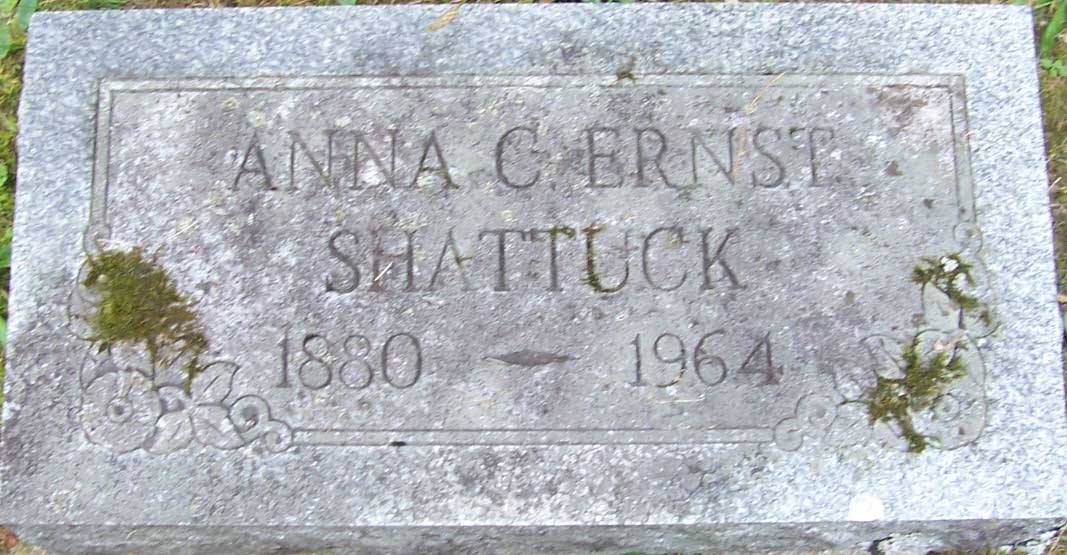 ANNA C. ERNST
SHATTUCK
1880 - 1964